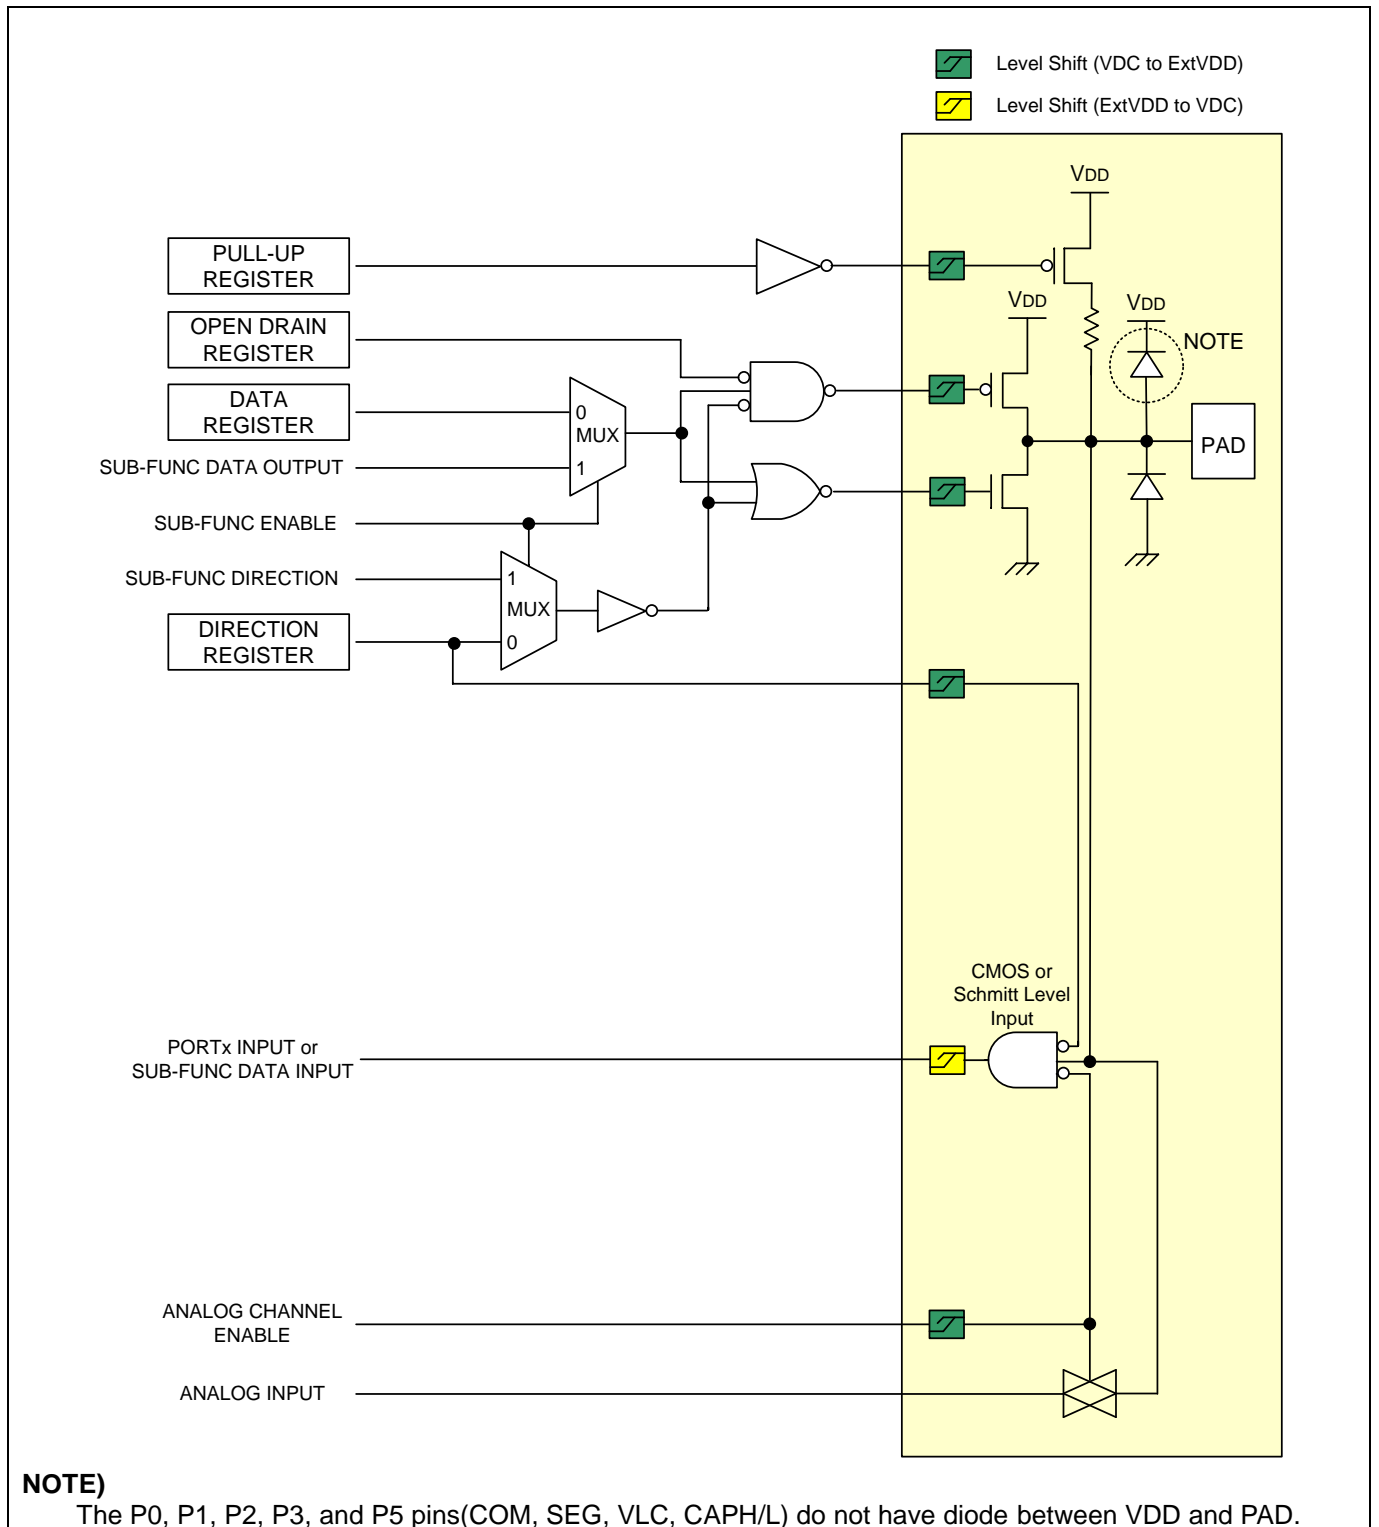 Level Shift (VDC to ExtVDD)
Level Shift (ExtVDD to VDC)
VDD
PULL-UP
REGISTER
VDD
VDD
OPEN DRAIN
REGISTER
NOTE
DATA
REGISTER
0
MUX
1
PAD
SUB-FUNC DATA OUTPUT
SUB-FUNC ENABLE
SUB-FUNC DIRECTION
1
MUX
0
DIRECTION
REGISTER
CMOS or
Schmitt Level
Input
PORTx INPUT or
SUB-FUNC DATA INPUT
ANALOG CHANNEL
ENABLE
ANALOG INPUT
NOTE)
The P0, P1, P2, P3, and P5 pins(COM, SEG, VLC, CAPH/L) do not have diode between VDD and PAD.